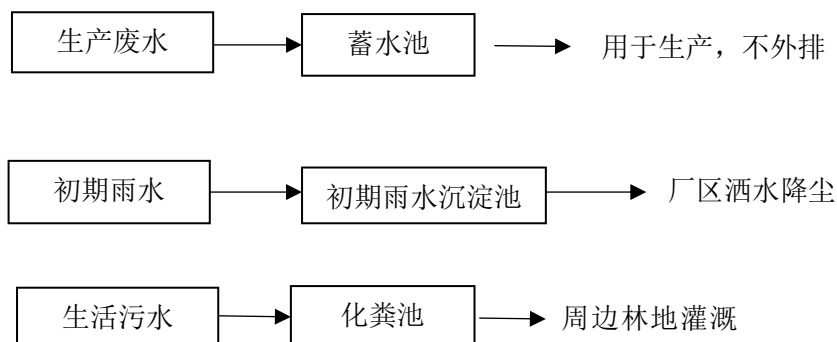 生产废水 蓄水池 用于生产，不外排
初期雨水 初期雨水沉淀池 厂区洒水降尘
生活污水 化粪池 周边林地灌溉